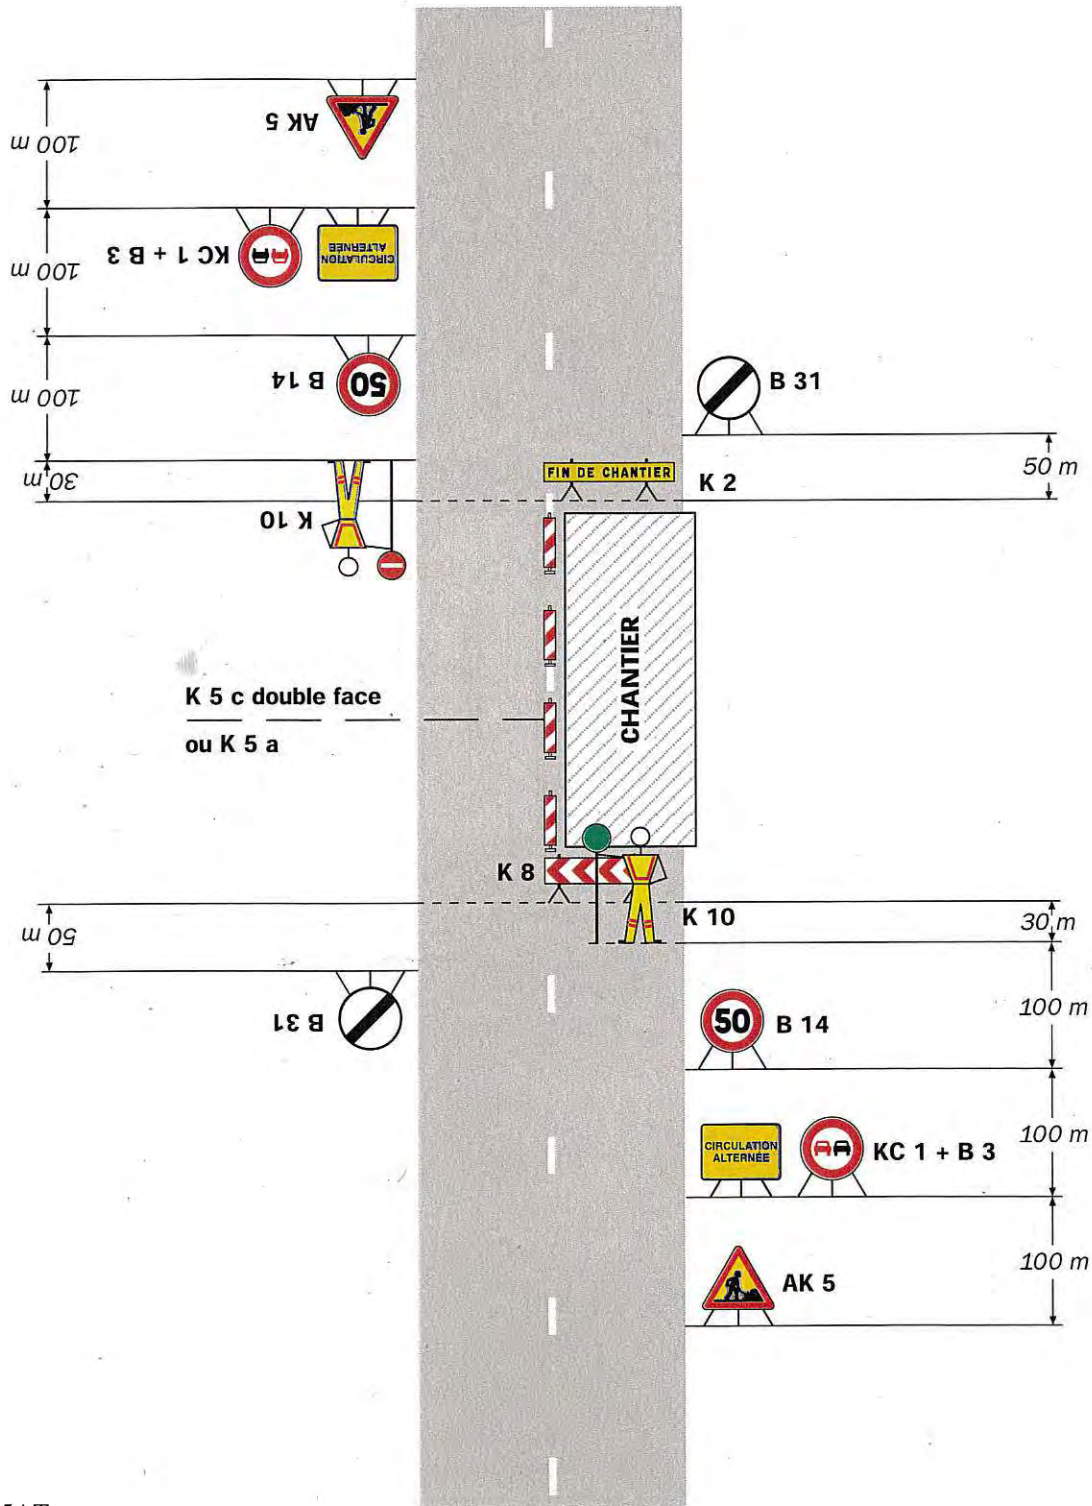 AK 5
100 m
KC 1 + B 3
CIRCULATION
ALTERNÉE
100 m
B 14
50
100 m
B 31
30 m
FIN DE CHANTIER
K 2
50 m
K 10
CHANTIER
K 5 c double face
ou K 5 a
K 8
K 10
30 m
50 m
B 31
50
B 14
100 m
CIRCULATION
ALTERNÉE
KC 1 + B 3
100 m
AK 5
100 m